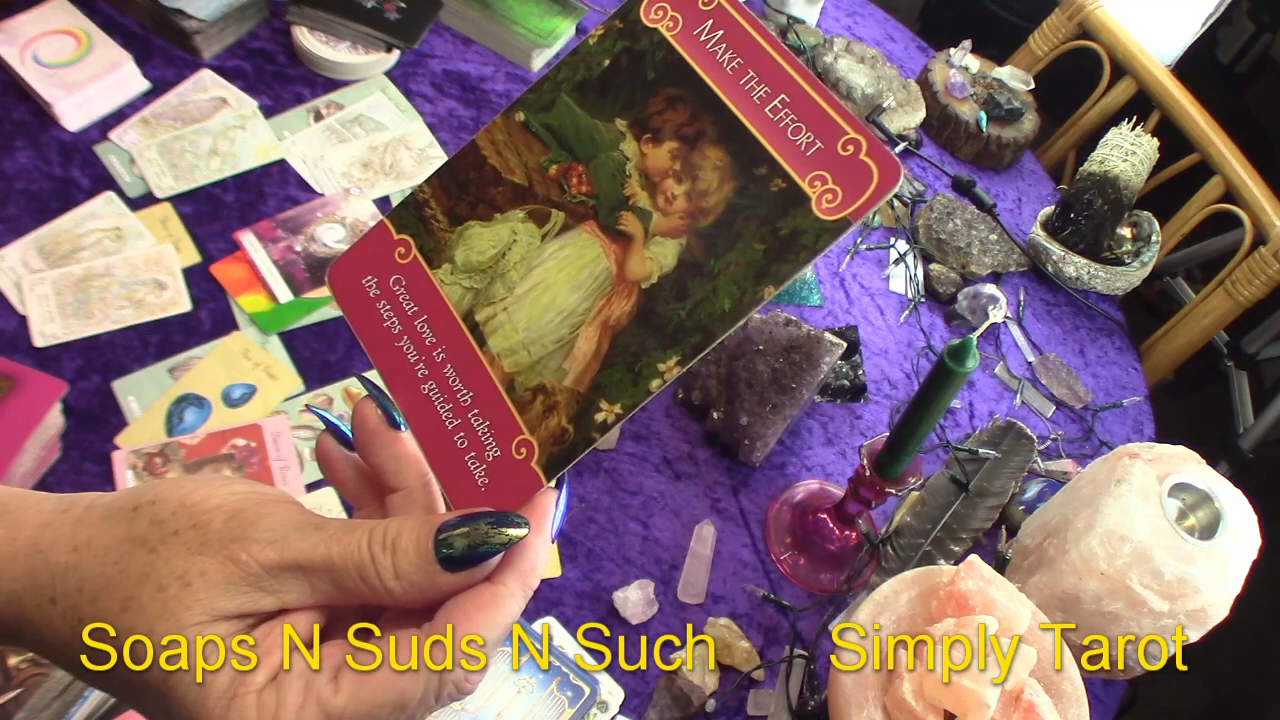 MAKE THE EFFORT
Great love is worth taking
the steps you're guided to take.
Soaps N Suds N Such
Simply Tarot